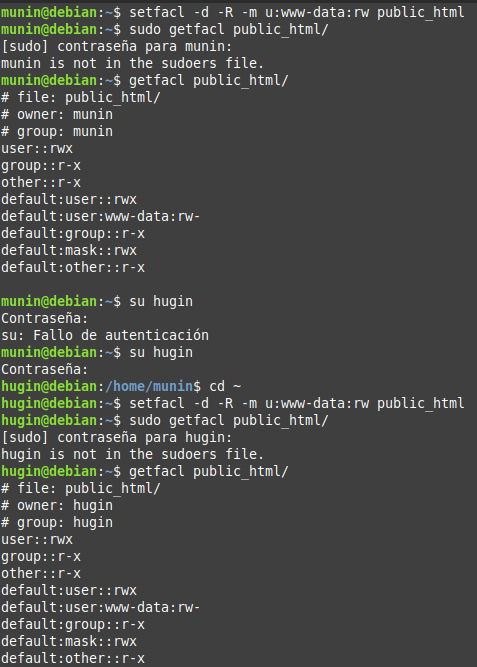 munin@debian:~$ setfacl -d -R -m u:www-data:rw public_html
munin@debian:~$ sudo getfacl public_html/
[sudo] contraseña para munin:
munin is not in the sudoers file.
munin@debian:~$ getfacl public_html/
# file: public_html/
# owner: munin
# group: munin
user::rwx
group::r-x
other::r-x
default:user::rwx
default:user:www-data:rw-
default:group::r-x
default:mask::rwx
default:other::r-x
munin@debian:~$ su hugin
Contraseña:
su: Fallo de autenticación
munin@debian:~$ su hugin
Contraseña:
hugin@debian:/home/munin$ cd ~
hugin@debian:~$ setfacl -d -R -m u:www-data:rw public_html
hugin@debian:~$ sudo getfacl public_html/
[sudo] contraseña para hugin:
hugin is not in the sudoers file.
hugin@debian:~$ getfacl public_html/
# file: public_html/
# owner: hugin
# group: hugin
user::rwx
group::r-x
other::r-x
default:user::rwx
default:user:www-data:rw-
default:group::r-x
default:mask::rwx
default:other::r-x